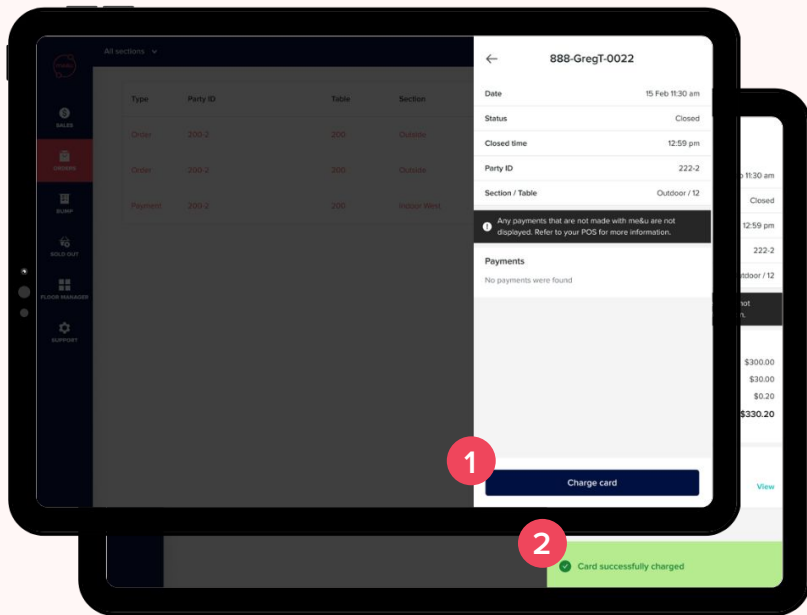 All sections
888-GregT-0022
Type Party ID Table Section
Order 200-2 200 Outside
Order 200-2 200 Outside
Payment 200-2 200 Indoor West
SALES
ORDERS
BUMP
SOLD OUT
FLOOR MANAGER
SUPPORT
Date 15 Feb 11:30 am
Status Closed
Closed time 12:59 pm
Party ID 222-2
Section / Table Outdoor / 12
Any payments that are not made with me&u are not
displayed. Refer to your POS for more information.
Payments
No payments were found
1
Charge card
11:30 am
Closed
12:59 pm
222-2
tdoor / 12
not
n.
$300.00
$30.00
$0.20
$330.20
View
2
Card successfully charged